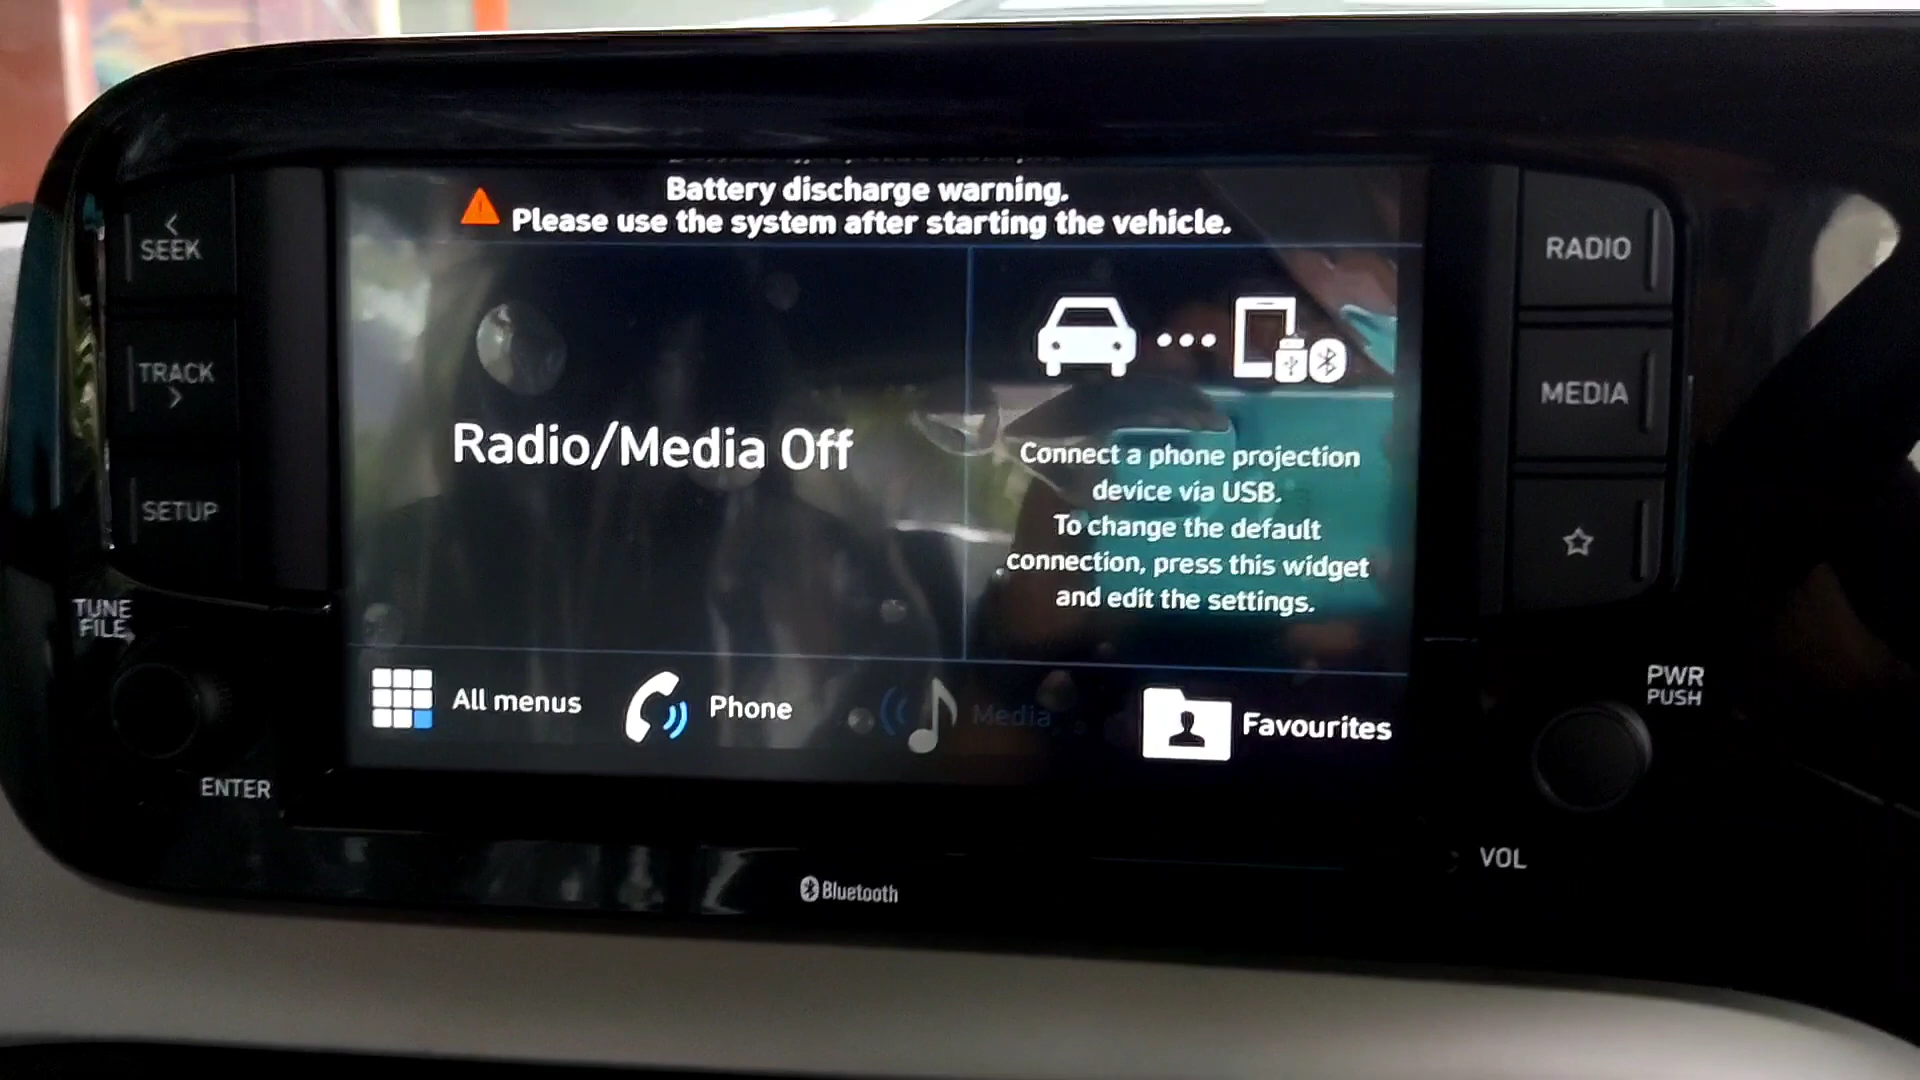 Battery discharge warning.
Please use the system after starting the vehicle.
SEEK
TRACK
SETUP
TUNE
FILE
ENTER
Radio/Media Off
Connect a phone projection
device via USB.
To change the default
connection, press this widget
and edit the settings.
All menus
Phone
Media
Favourites
RADIO
MEDIA
PWR
PUSH
VOL
Bluetooth